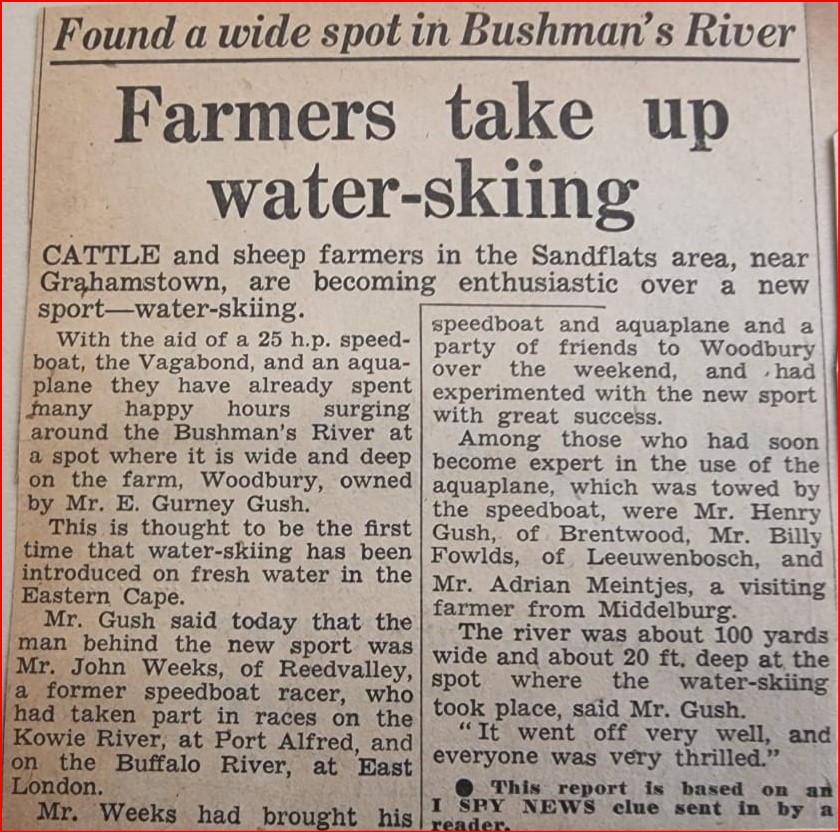 Found a wide spot in Bushman's River
Farmers take up
water-skiing
CATTLE and sheep farmers in the Sandflats area, near
Grahamstown, are becoming enthusiastic over a new
sport—water-skiing.
With the aid of a 25 h.p. speed-
boat, the Vagabond, and an aqua-
plane they have already spent
many happy hours surging
around the Bushman's River at
a spot where it is wide and deep
on the farm, Woodbury, owned
by Mr. E. Gurney Gush.
This is thought to be the first
time that water-skiing has been
introduced on fresh water in the
Eastern Cape.
Mr. Gush said today that the
man behind the new sport was
Mr. John Weeks, of Reedvalley,
a former speedboat racer, who
had taken part in races on the
Kowie River, at Port Alfred, and
on the Buffalo River, at East
London.
Mr. Weeks had brought his
speedboat and aquaplane and a
party of friends to Woodbury
over the weekend, and had
experimented with the new sport
with great success.
Among those who had soon
become expert in the use of the
aquaplane, which was towed by
the speedboat, were Mr. Henry
Gush, of Brentwood, Mr. Billy
Fowlds, of Leeuwenbosch, and
Mr. Adrian Meintjes, a visiting
farmer from Middelburg.
The river was about 100 yards
wide and about 20 ft. deep at the
spot where the water-skiing
took place, said Mr. Gush.
"It went off very well, and
everyone was very thrilled."
● This report is based on an
I SPY NEWS clue sent in by a
reader.